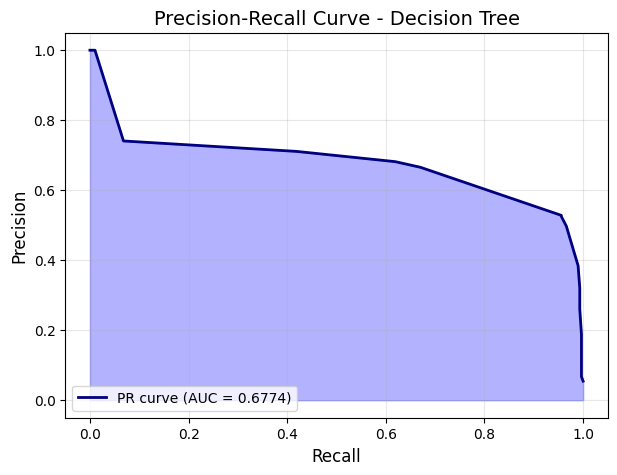 Precision-Recall Curve - Decision Tree
Precision
1.0
0.8
0.6
0.4
0.2
0.0
PR curve (AUC = 0.6774)
0.0 0.2 0.4 0.6 0.8 1.0
Recall